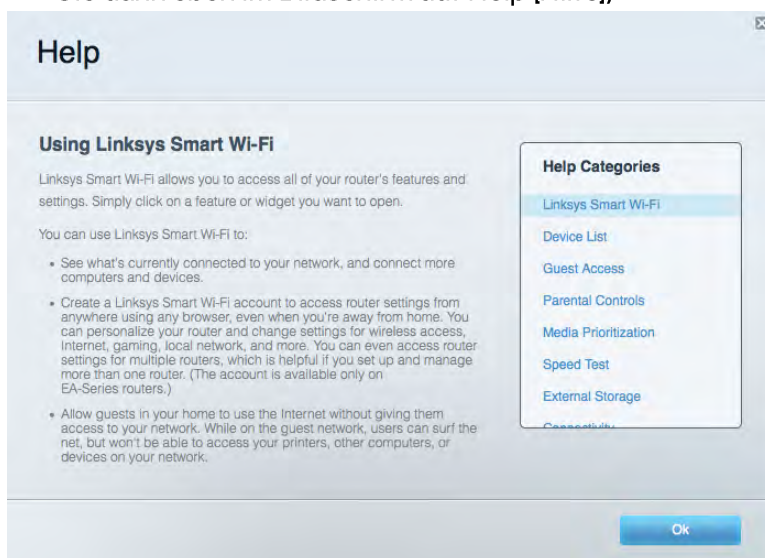 Help
Using Linksys Smart Wi-Fi
Linksys Smart Wi-Fi allows you to access all of your router's features and
settings. Simply click on a feature or widget you want to open.
You can use Linksys Smart Wi-Fi to:
• See what's currently connected to your network, and connect more
computers and devices.
• Create a Linksys Smart Wi-Fi account to access router settings from
anywhere using any browser, even when you're away from home. You
can personalize your router and change settings for wireless access,
Internet, gaming, local network, and more. You can even access router
settings for multiple routers, which is helpful if you set up and manage
more than one router. (The account is available only on
EA-Series routers.)
• Allow guests in your home to use the Internet without giving them
access to your network. While on the guest network, users can surf the
net, but won't be able to access your printers, other computers, or
devices on your network.
Help Categories
Linksys Smart Wi-Fi
Device List
Guest Access
Parental Controls
Media Prioritization
Speed Test
External Storage
Connectivity
Ok